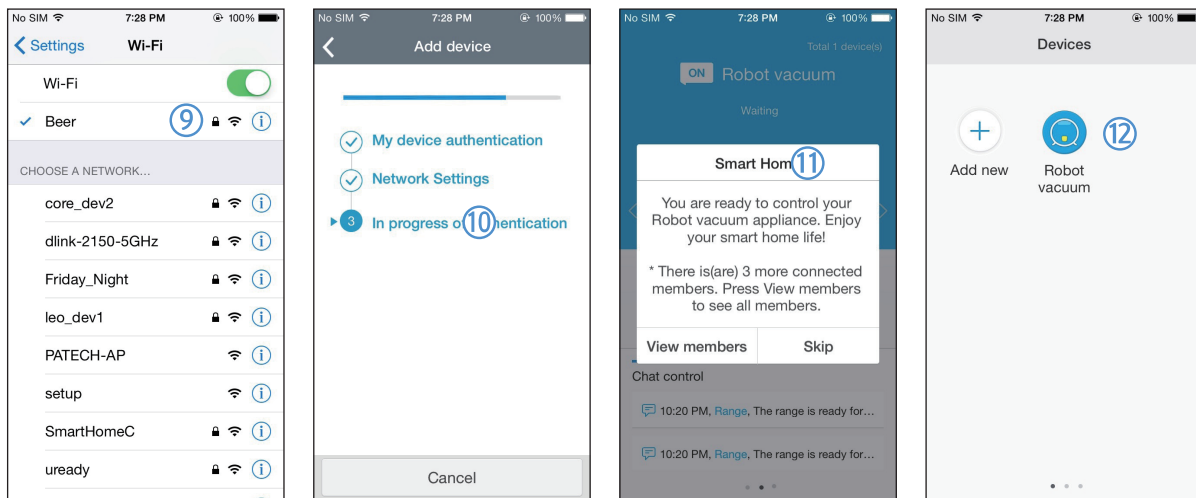 No SIM 7:28 PM 100%
Settings Wi-Fi
Wi-Fi
Beer ⑨
CHOOSE A NETWORK...
core_dev2
dlink-2150-5GHz
Friday_Night
leo_dev1
PATECH-AP
setup
SmartHomeC
uready
No SIM 7:28 PM 100%
Add device
My device authentication
Network Settings
3 In progress of ⑩hentication
Cancel
No SIM 7:28 PM 100%
Total 1 device(s)
ON Robot vacuum
Waiting
Smart Hom ⑪
You are ready to control your
Robot vacuum appliance. Enjoy
your smart home life!
* There is(are) 3 more connected
members. Press View members
to see all members.
View members Skip
Chat control
10:20 PM, Range, The range is ready for...
10:20 PM, Range, The range is ready for...
No SIM 7:28 PM 100%
Devices
⑫
Add new Robot
vacuum